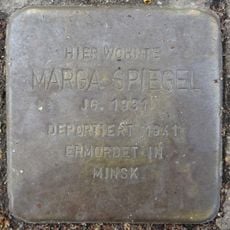 HIER WOHNTE
MARGA SPIEGEL
JG. 1931
DEPORTIERT 1941
ERMORDET IN
MINSK